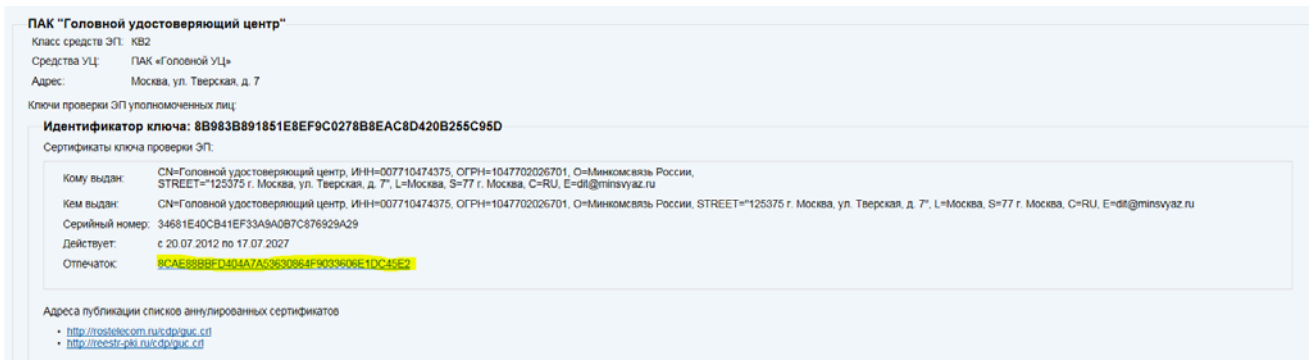 ПАК "Головной удостоверяющий центр"
Класс средств ЭП: КВ2
Средства УЦ: ПАК «Головной УЦ»
Адрес: Москва, ул. Тверская, д. 7
Ключи проверки ЭП уполномоченных лиц:
Идентификатор ключа: 8B983B891851E8EF9C0278B8EAC8D420B255C95D
Сертификаты ключа проверки ЭП:
Кому выдан: CN=Головной удостоверяющий центр, ИНН=007710474375, ОГРН=1047702026701, O=Минкомсвязь России,
STREET="125375 г. Москва, ул. Тверская, д. 7", L=Москва, S=77 г. Москва, C=RU, E=dit@minsvyaz.ru
Кем выдан: CN=Головной удостоверяющий центр, ИНН=007710474375, ОГРН=1047702026701, O=Минкомсвязь России, STREET="125375 г. Москва, ул. Тверская, д. 7", L=Москва, S=77 г. Москва, C=RU, E=dit@minsvyaz.ru
Серийный номер: 34681E40CB41EF33A9A0B7C876929A29
Действует: с 20.07.2012 по 17.07.2027
Отпечаток: 8CAE88BBFD404A7A53630864F9033606E1DC45E2
Адреса публикации списков аннулированных сертификатов
• http://rostelecom.ru/cdp/guc.crl
• http://reestr-pki.ru/cdp/guc.crl